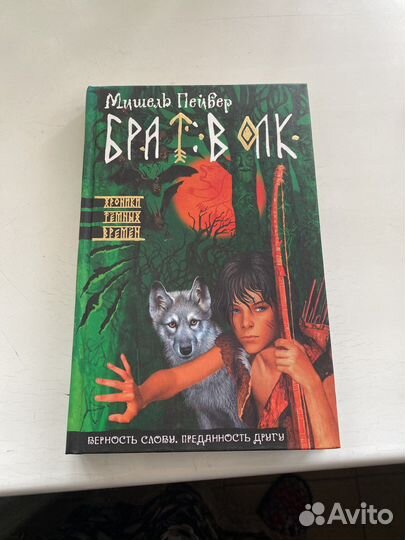 Мишель Пейвер
БРАТ ВОЛК
ХРОНИКИ
ТЕМНЫХ
ВРЕМЕН
ВЕРНОСТЬ СЛОВУ. ПРЕДАННОСТЬ ДРУГУ
Avito